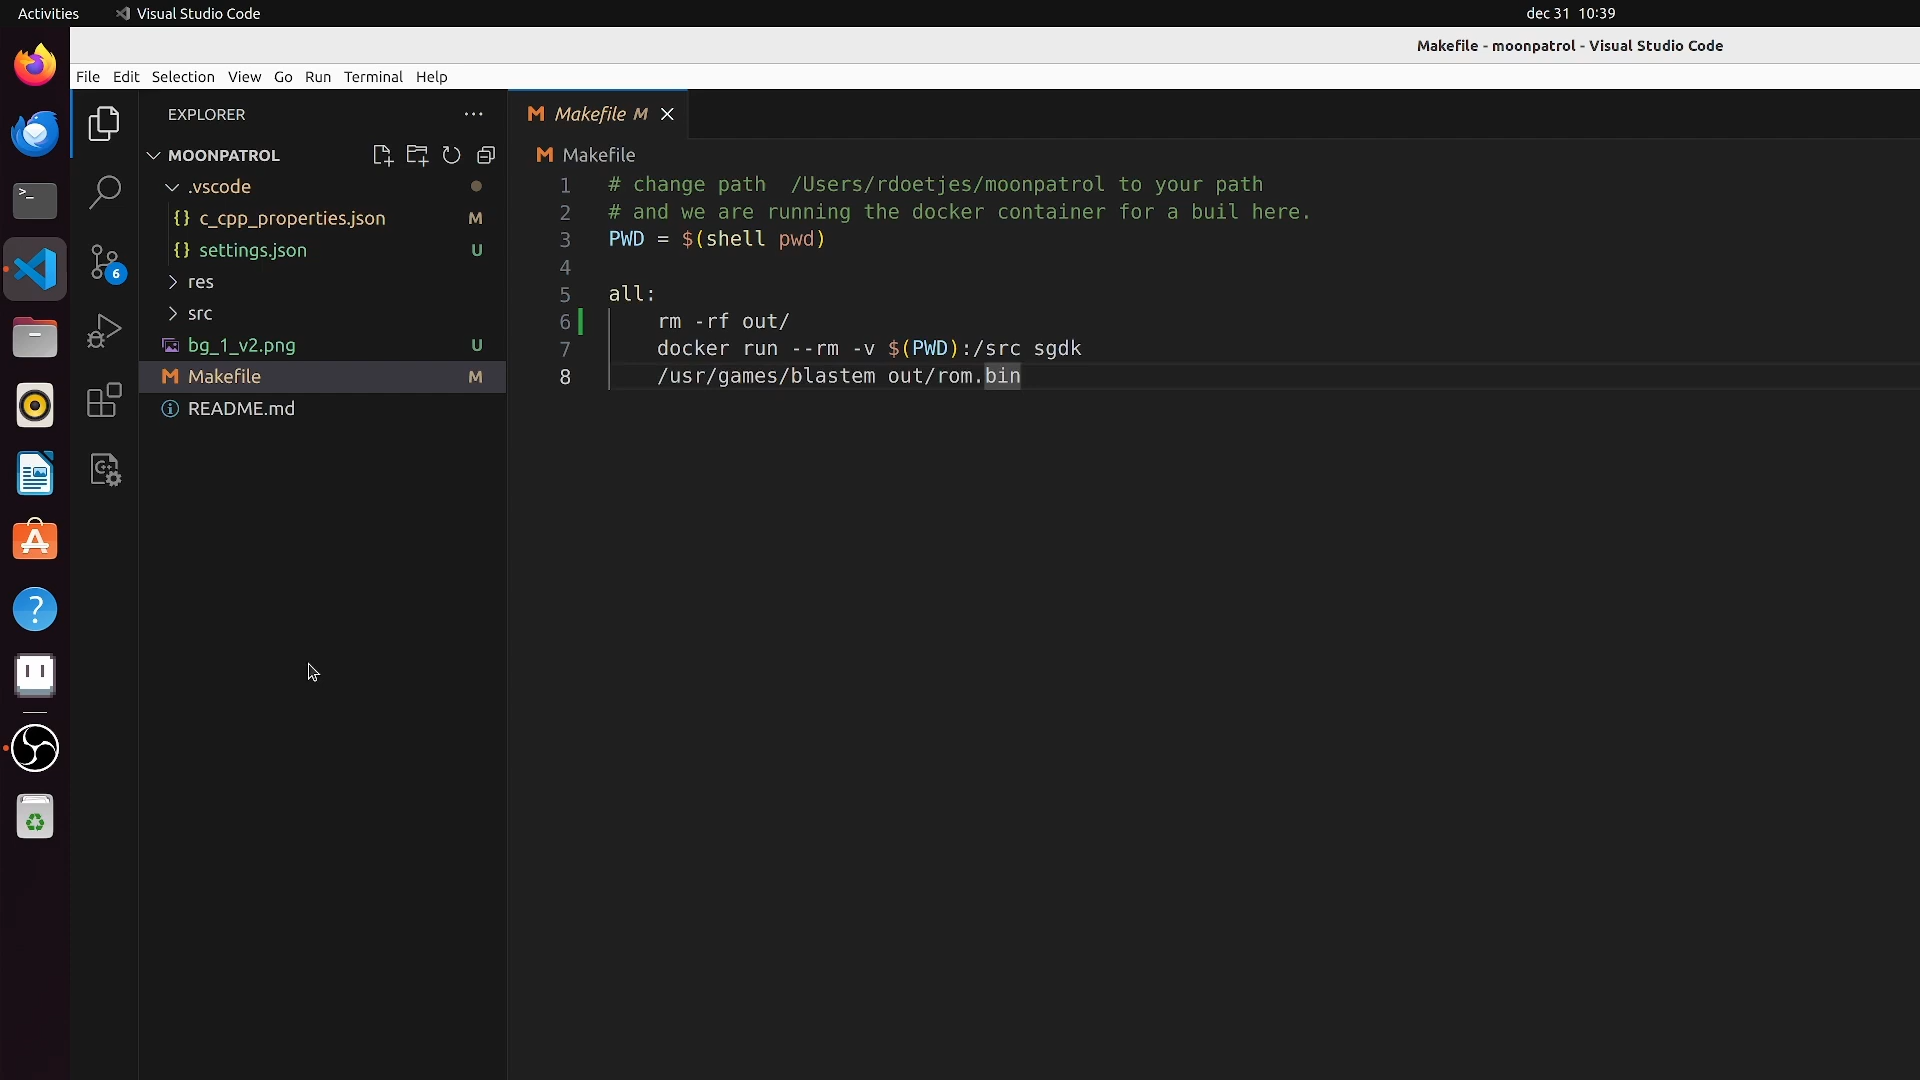 Activities
Visual Studio Code
dec 31 10:39
Makefile - moonpatrol - Visual Studio Code
File Edit Selection View Go Run Terminal Help
EXPLORER
MOONPATROL
.vscode
{} c_cpp_properties.json M
{} settings.json U
res
src
bg_1_v2.png U
M Makefile M
README.md
6
M Makefile M
M Makefile
1 # change path  /Users/rdoetjes/moonpatrol to your path
2 # and we are running the docker container for a buil here.
3 PWD = $(shell pwd)
4
5 all:
6     rm -rf out/
7     docker run --rm -v $(PWD):/src sgdk
8     /usr/games/blastem out/rom.bin